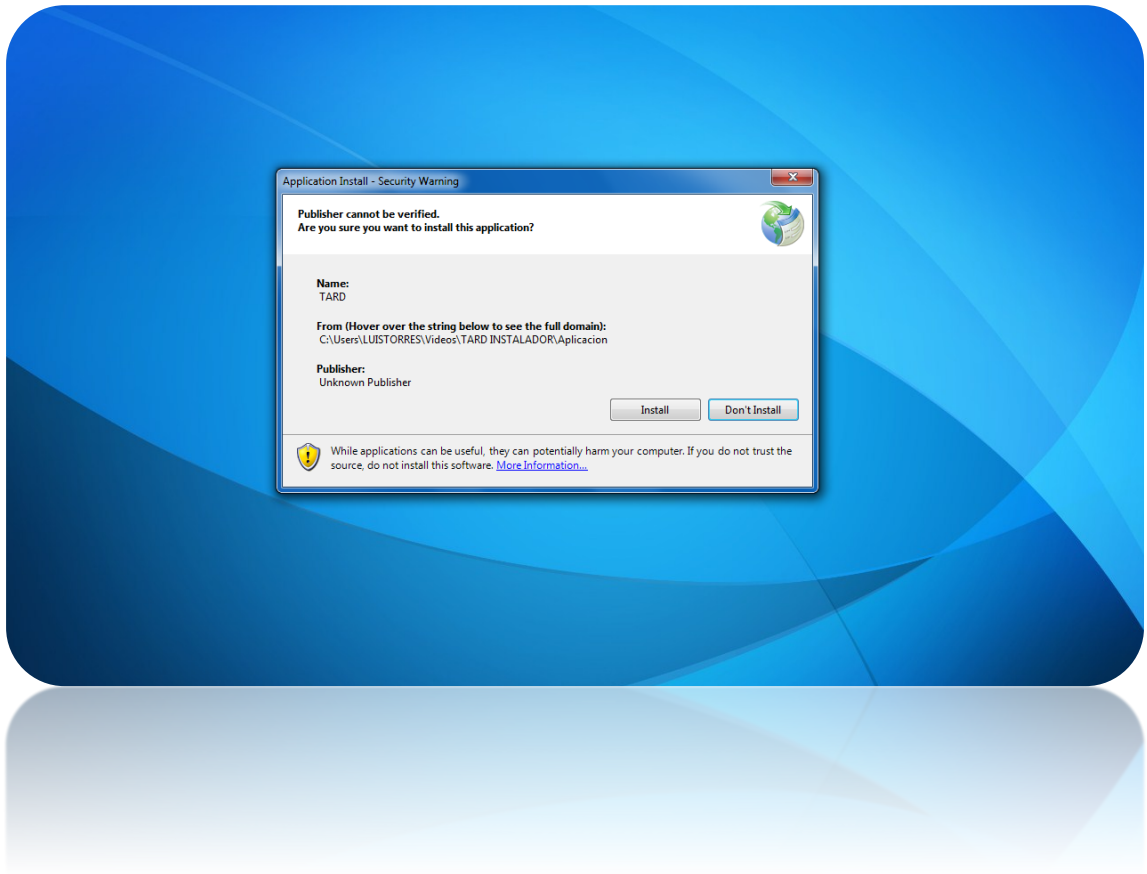 Application Install - Security Warning
Publisher cannot be verified.
Are you sure you want to install this application?
Name:
TARD
From (Hover over the string below to see the full domain):
C:\Users\LUISTORRES\Videos\TARD INSTALADOR\Aplicacion
Publisher:
Unknown Publisher
Install Don't Install
While applications can be useful, they can potentially harm your computer. If you do not trust the
source, do not install this software. More Information...